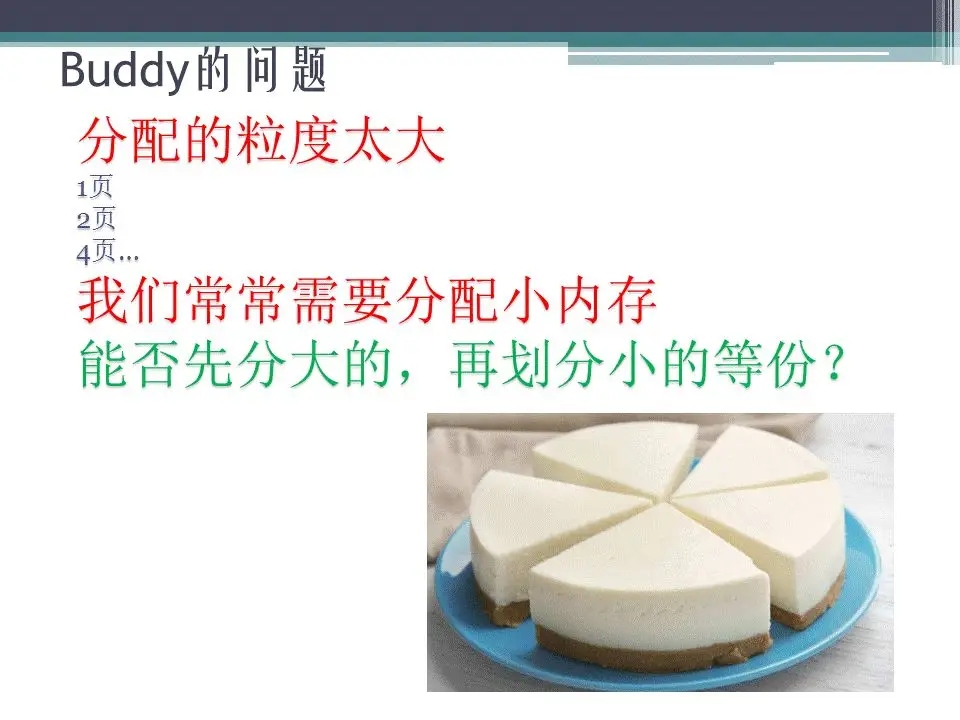 Buddy的问题
分配的粒度太大
1页
2页
4页...
我们常常需要分配小内存
能否先分大的，再划分小的等份？